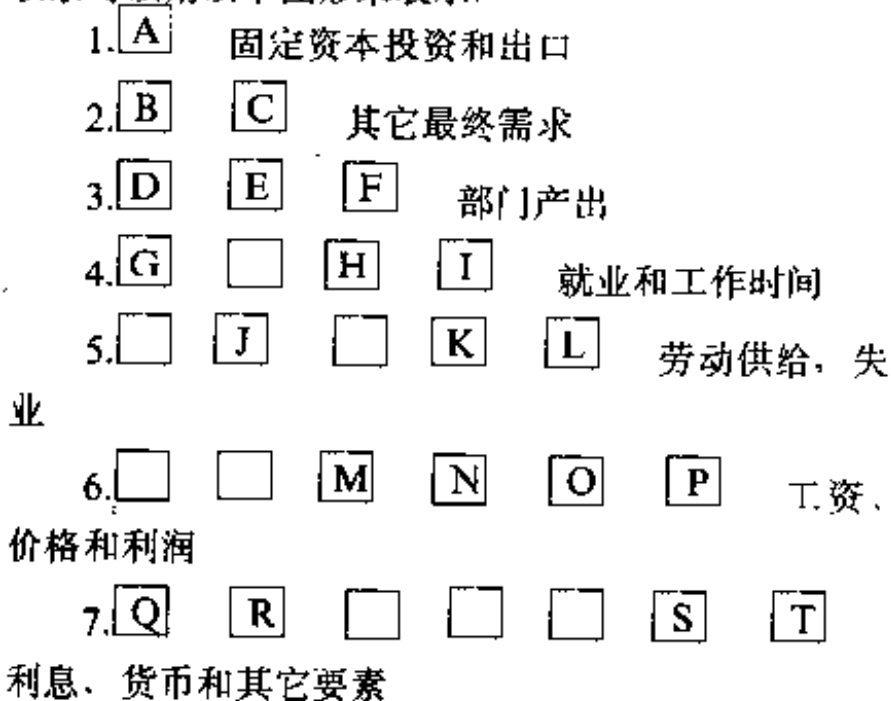 1. A 固定资本投资和出口
2. B C 其它最终需求
3. D E F 部门产出
4. G H I 就业和工作时间
5. J K L 劳动供给，失
业
6. M N O P 工资、
价格和利润
7. Q R S T
利息、货币和其它要素